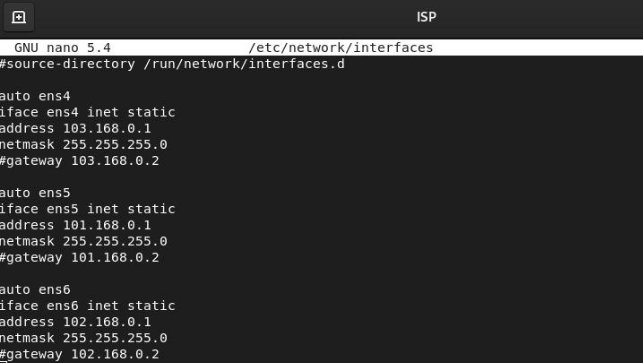 ISP
GNU nano 5.4 /etc/network/interfaces
#source-directory /run/network/interfaces.d
auto ens4
iface ens4 inet static
address 103.168.0.1
netmask 255.255.255.0
#gateway 103.168.0.2
auto ens5
iface ens5 inet static
address 101.168.0.1
netmask 255.255.255.0
#gateway 101.168.0.2
auto ens6
iface ens6 inet static
address 102.168.0.1
netmask 255.255.255.0
#gateway 102.168.0.2